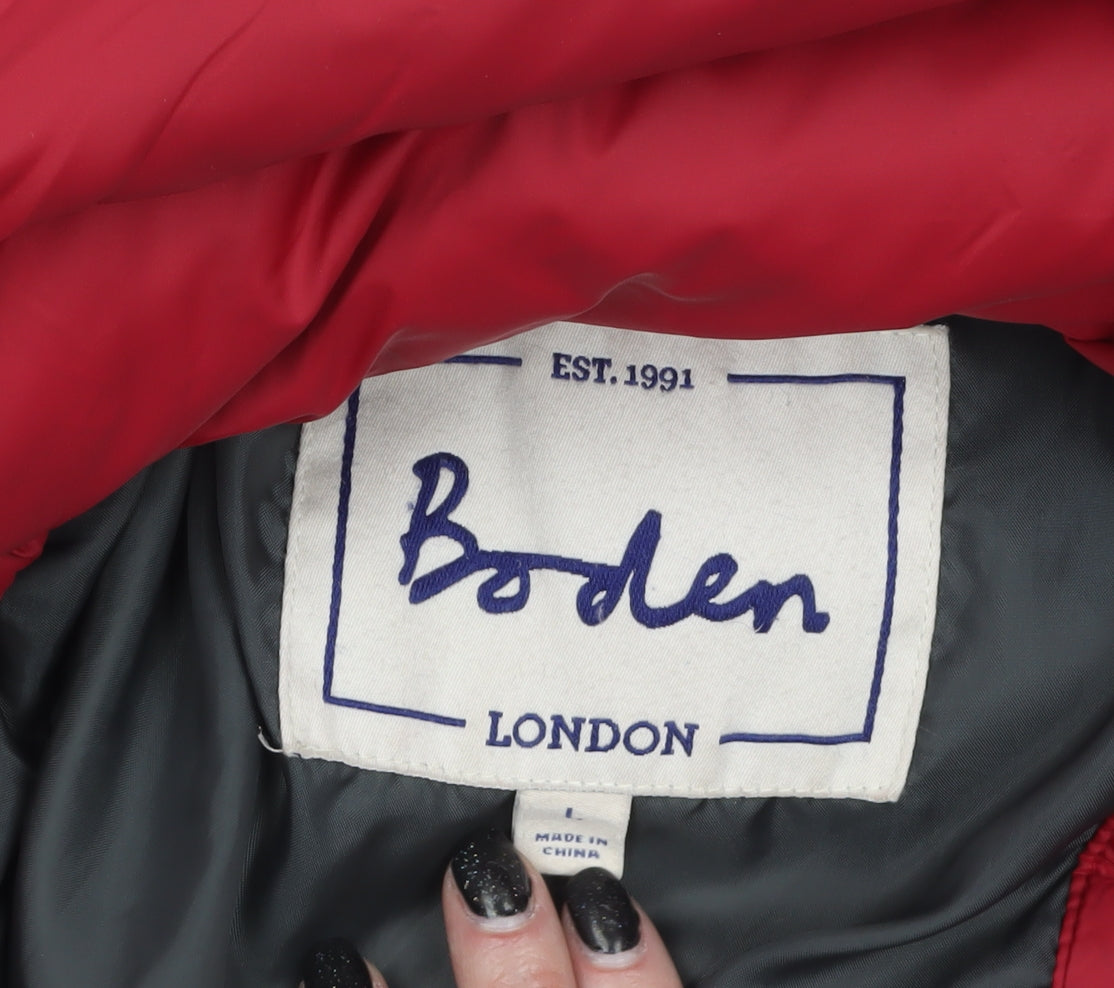 EST. 1991
Boden
LONDON
L
MADE IN
CHINA